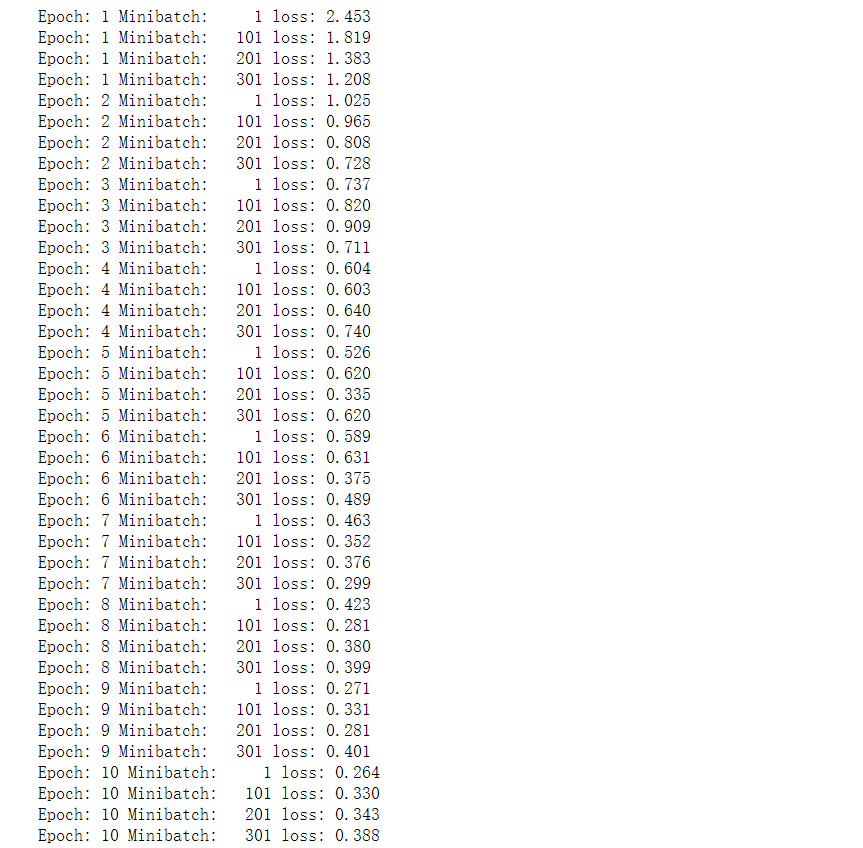 Epoch: 1 Minibatch:     1 loss: 2.453
Epoch: 1 Minibatch:   101 loss: 1.819
Epoch: 1 Minibatch:   201 loss: 1.383
Epoch: 1 Minibatch:   301 loss: 1.208
Epoch: 2 Minibatch:     1 loss: 1.025
Epoch: 2 Minibatch:   101 loss: 0.965
Epoch: 2 Minibatch:   201 loss: 0.808
Epoch: 2 Minibatch:   301 loss: 0.728
Epoch: 3 Minibatch:     1 loss: 0.737
Epoch: 3 Minibatch:   101 loss: 0.820
Epoch: 3 Minibatch:   201 loss: 0.909
Epoch: 3 Minibatch:   301 loss: 0.711
Epoch: 4 Minibatch:     1 loss: 0.604
Epoch: 4 Minibatch:   101 loss: 0.603
Epoch: 4 Minibatch:   201 loss: 0.640
Epoch: 4 Minibatch:   301 loss: 0.740
Epoch: 5 Minibatch:     1 loss: 0.526
Epoch: 5 Minibatch:   101 loss: 0.620
Epoch: 5 Minibatch:   201 loss: 0.335
Epoch: 5 Minibatch:   301 loss: 0.620
Epoch: 6 Minibatch:     1 loss: 0.589
Epoch: 6 Minibatch:   101 loss: 0.631
Epoch: 6 Minibatch:   201 loss: 0.375
Epoch: 6 Minibatch:   301 loss: 0.489
Epoch: 7 Minibatch:     1 loss: 0.463
Epoch: 7 Minibatch:   101 loss: 0.352
Epoch: 7 Minibatch:   201 loss: 0.376
Epoch: 7 Minibatch:   301 loss: 0.299
Epoch: 8 Minibatch:     1 loss: 0.423
Epoch: 8 Minibatch:   101 loss: 0.281
Epoch: 8 Minibatch:   201 loss: 0.380
Epoch: 8 Minibatch:   301 loss: 0.399
Epoch: 9 Minibatch:     1 loss: 0.271
Epoch: 9 Minibatch:   101 loss: 0.331
Epoch: 9 Minibatch:   201 loss: 0.281
Epoch: 9 Minibatch:   301 loss: 0.401
Epoch: 10 Minibatch:     1 loss: 0.264
Epoch: 10 Minibatch:   101 loss: 0.330
Epoch: 10 Minibatch:   201 loss: 0.343
Epoch: 10 Minibatch:   301 loss: 0.388